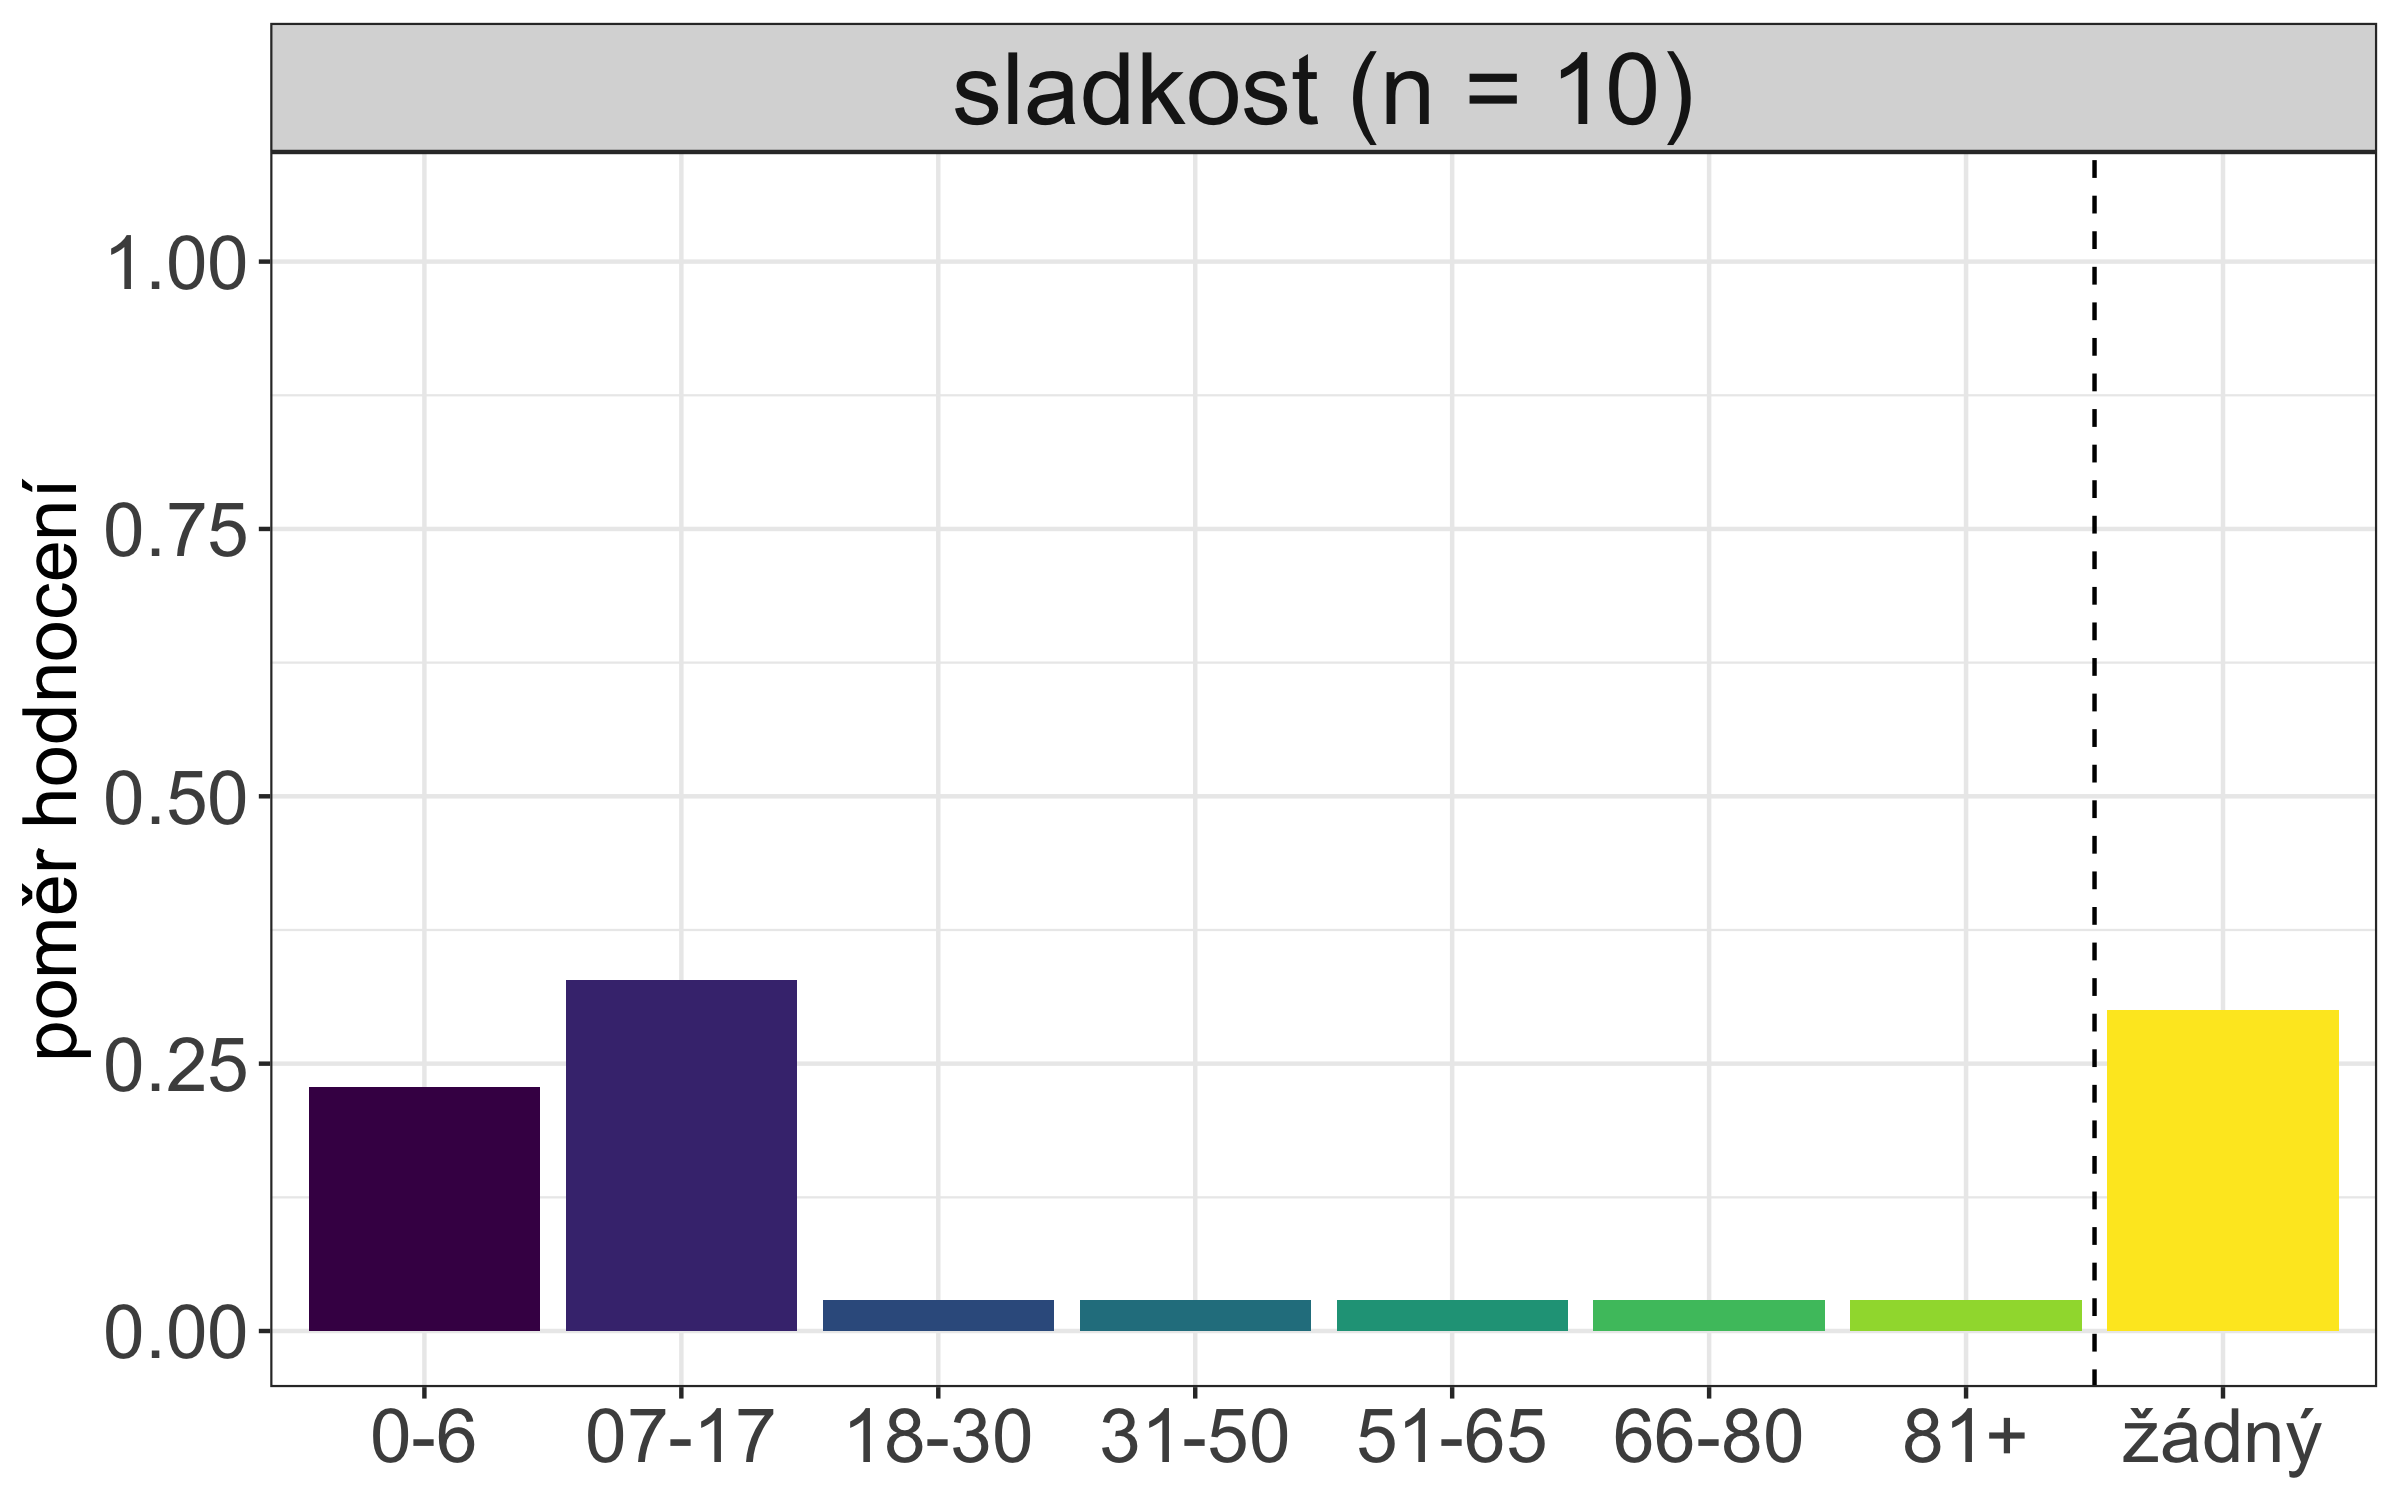 sladkost (n = 10)
poměr hodnocení
1.00
0.75
0.50
0.25
0.00
0-6 07-17 18-30 31-50 51-65 66-80 81+ žádný